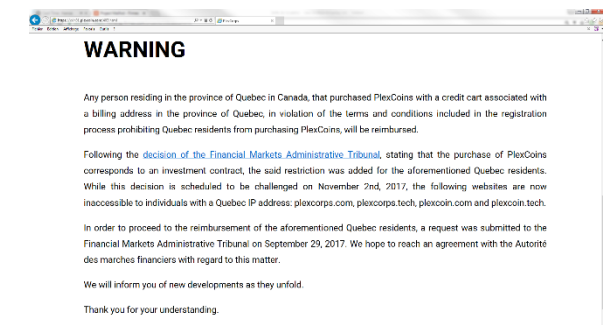 WARNING
Any person residing in the province of Quebec in Canada, that purchased PlexCoins with a credit cart associated with
a billing address in the province of Quebec, in violation of the terms and conditions included in the registration
process prohibiting Quebec residents from purchasing PlexCoins, will be reimbursed.
Following the decision of the Financial Markets Administrative Tribunal, stating that the purchase of PlexCoins
corresponds to an investment contract, the said restriction was added for the aforementioned Quebec residents.
While this decision is scheduled to be challenged on November 2nd, 2017, the following websites are now
inaccessible to individuals with a Quebec IP address: plexcorps.com, plexcorps.tech, plexcoin.com and plexcoin.tech.
In order to proceed to the reimbursement of the aforementioned Quebec residents, a request was submitted to the
Financial Markets Administrative Tribunal on September 29, 2017. We hope to reach an agreement with the Autorité
des marches financiers with regard to this matter.
We will inform you of new developments as they unfold.
Thank you for your understanding.